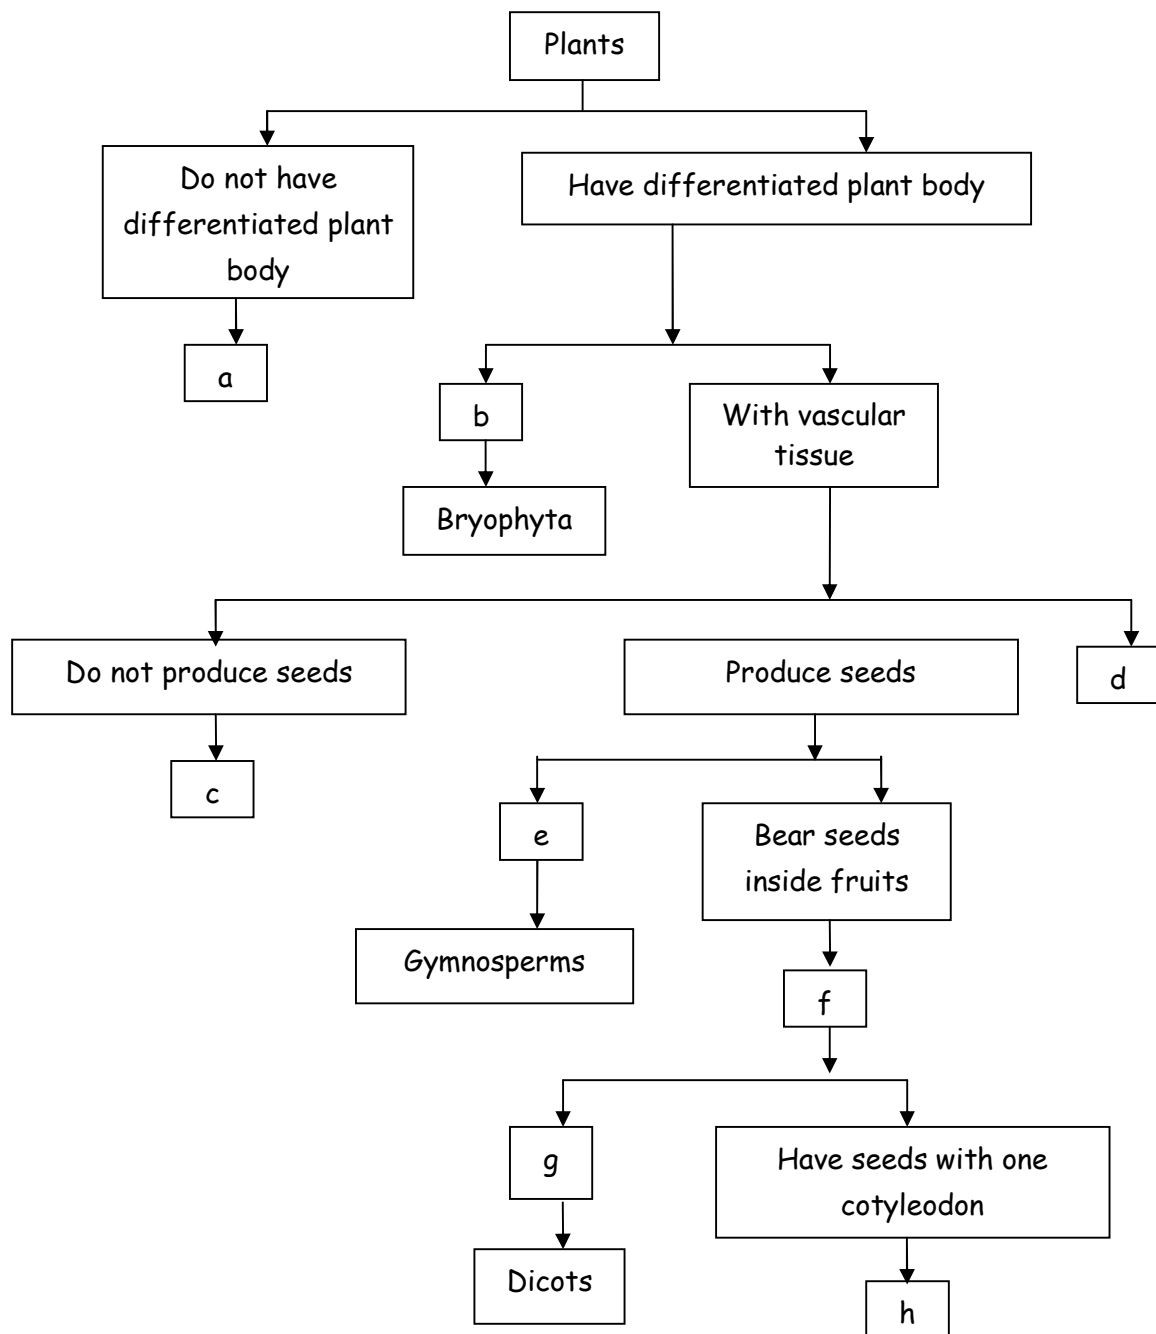 Plants
Do not have
differentiated plant
body
Have differentiated plant body
a
b
With vascular
tissue
Bryophyta
Do not produce seeds
Produce seeds
d
c
e
Bear seeds
inside fruits
Gymnosperms
f
g
Have seeds with one
cotyleodon
Dicots
h